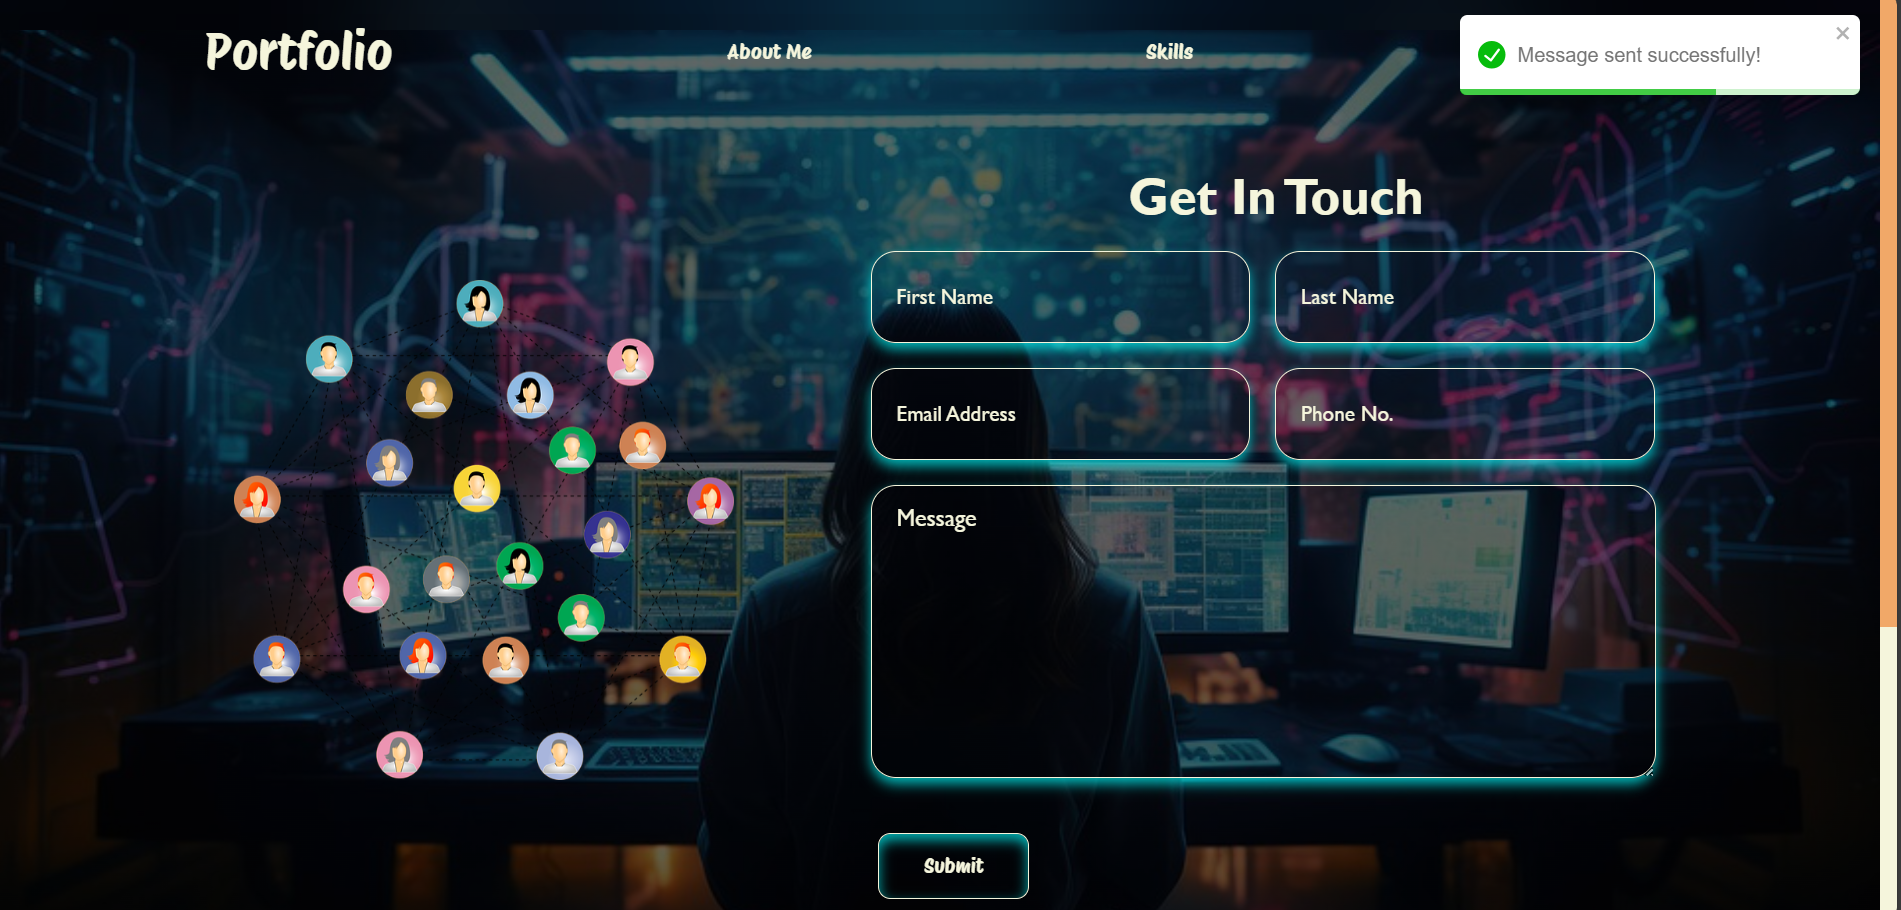 Portfolio
About Me
Skills
Message sent successfully!
Get In Touch
First Name
Last Name
Email Address
Phone No.
Message
Submit